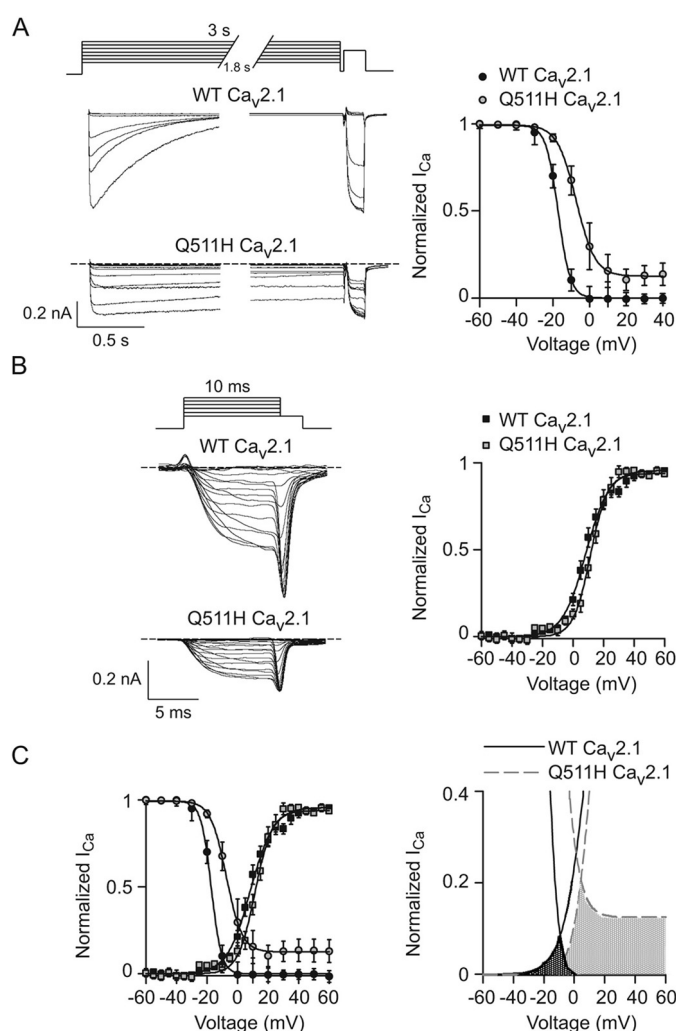 A
3 s
1.8 s
WT Cav2.1
Q511H Cav2.1
0.2 nA
0.5 s
WT Cav2.1
Q511H Cav2.1
Normalized ICa
1
0.5
0
-60 -40 -20 0 20 40
Voltage (mV)
B
10 ms
WT Cav2.1
Q511H Cav2.1
0.2 nA
5 ms
WT Cav2.1
Q511H Cav2.1
Normalized ICa
1
0.5
0
-60 -40 -20 0 20 40 60
Voltage (mV)
C
Normalized ICa
1
0.5
0
-60 -40 -20 0 20 40 60
Voltage (mV)
WT Cav2.1
Q511H Cav2.1
Normalized ICa
0.4
0.2
0
-60 -40 -20 0 20 40 60
Voltage (mV)